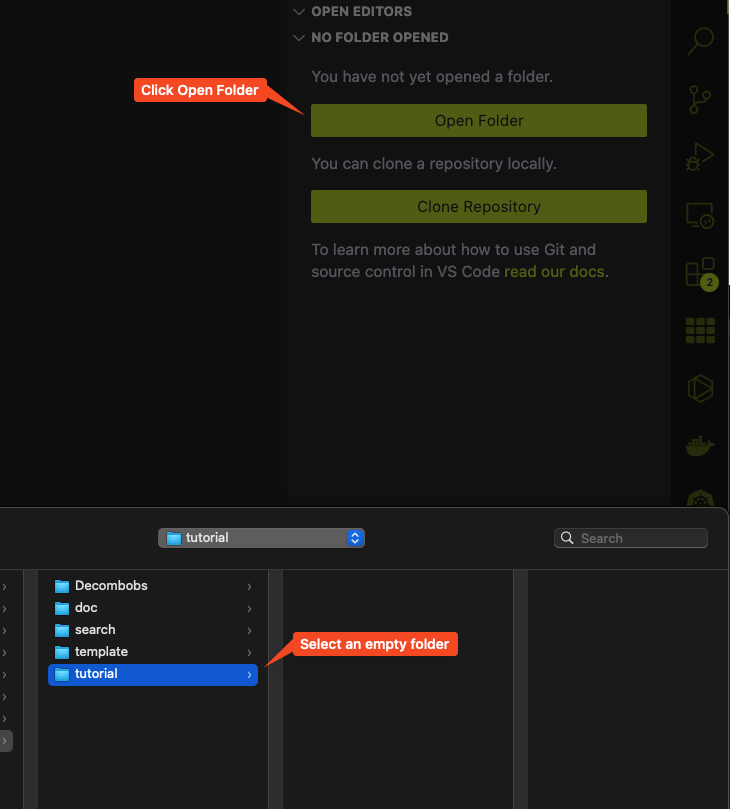 OPEN EDITORS
NO FOLDER OPENED
You have not yet opened a folder.
Click Open Folder
Open Folder
You can clone a repository locally.
Clone Repository
To learn more about how to use Git and
source control in VS Code read our docs.
2
tutorial
Search
Decombobs
doc
search
template
Select an empty folder
tutorial